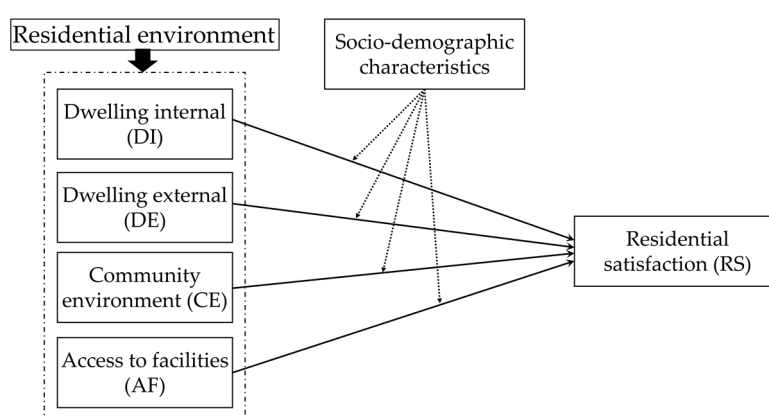 Residential environment
Socio-demographic
characteristics
Dwelling internal
(DI)
Dwelling external
(DE)
Community
environment (CE)
Access to facilities
(AF)
Residential
satisfaction (RS)